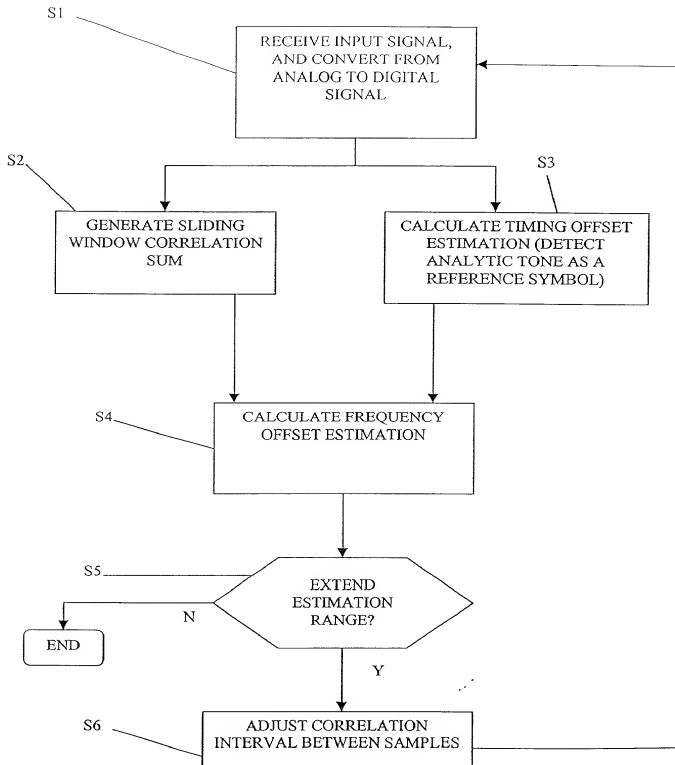 S1
RECEIVE INPUT SIGNAL,
AND CONVERT FROM
ANALOG TO DIGITAL
SIGNAL
S2
GENERATE SLIDING
WINDOW CORRELATION
SUM
S3
CALCULATE TIMING OFFSET
ESTIMATION (DETECT
ANALYTIC TONE AS A
REFERENCE SYMBOL)
S4
CALCULATE FREQUENCY
OFFSET ESTIMATION
S5
EXTEND
ESTIMATION
RANGE?
N
END
Y
S6
ADJUST CORRELATION
INTERVAL BETWEEN SAMPLES